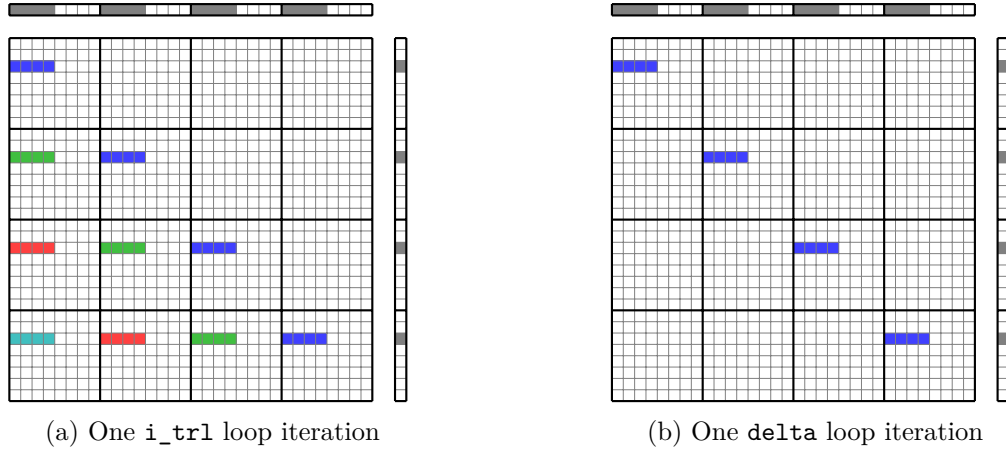 (a) One i_trl loop iteration
(b) One delta loop iteration